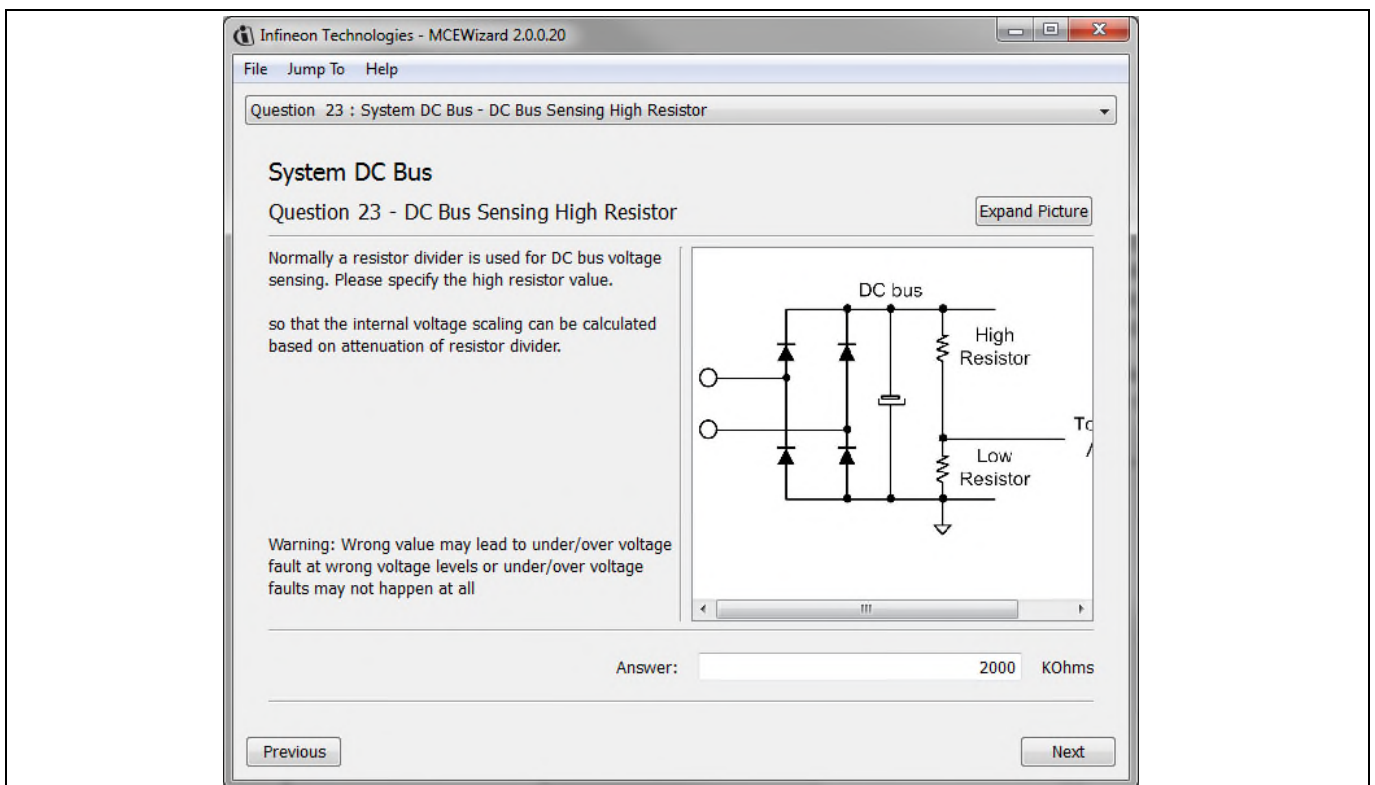 Infineon Technologies - MCEWizard 2.0.0.20
File Jump To Help
Question 23 : System DC Bus - DC Bus Sensing High Resistor
System DC Bus
Question 23 - DC Bus Sensing High Resistor
Expand Picture
Normally a resistor divider is used for DC bus voltage
sensing. Please specify the high resistor value.
so that the internal voltage scaling can be calculated
based on attenuation of resistor divider.
Warning: Wrong value may lead to under/over voltage
fault at wrong voltage levels or under/over voltage
faults may not happen at all
DC bus
High
Resistor
Low
Resistor
Answer:
2000 KOhms
Previous
Next